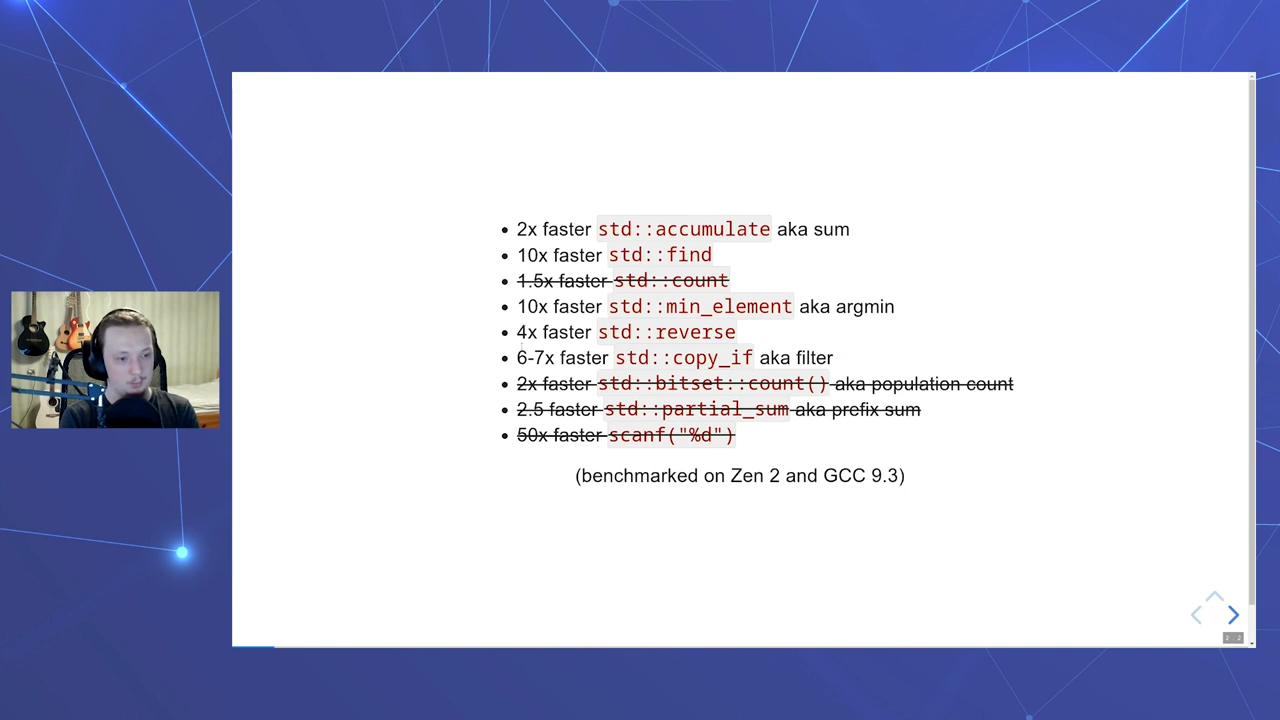 2x faster std::accumulate aka sum
10x faster std::find
1.5x faster std::count
10x faster std::min_element aka argmin
4x faster std::reverse
6-7x faster std::copy_if aka filter
2x faster std::bitset::count() aka population count
2.5 faster std::partial_sum aka prefix sum
50x faster scanf("%d")
(benchmarked on Zen 2 and GCC 9.3)